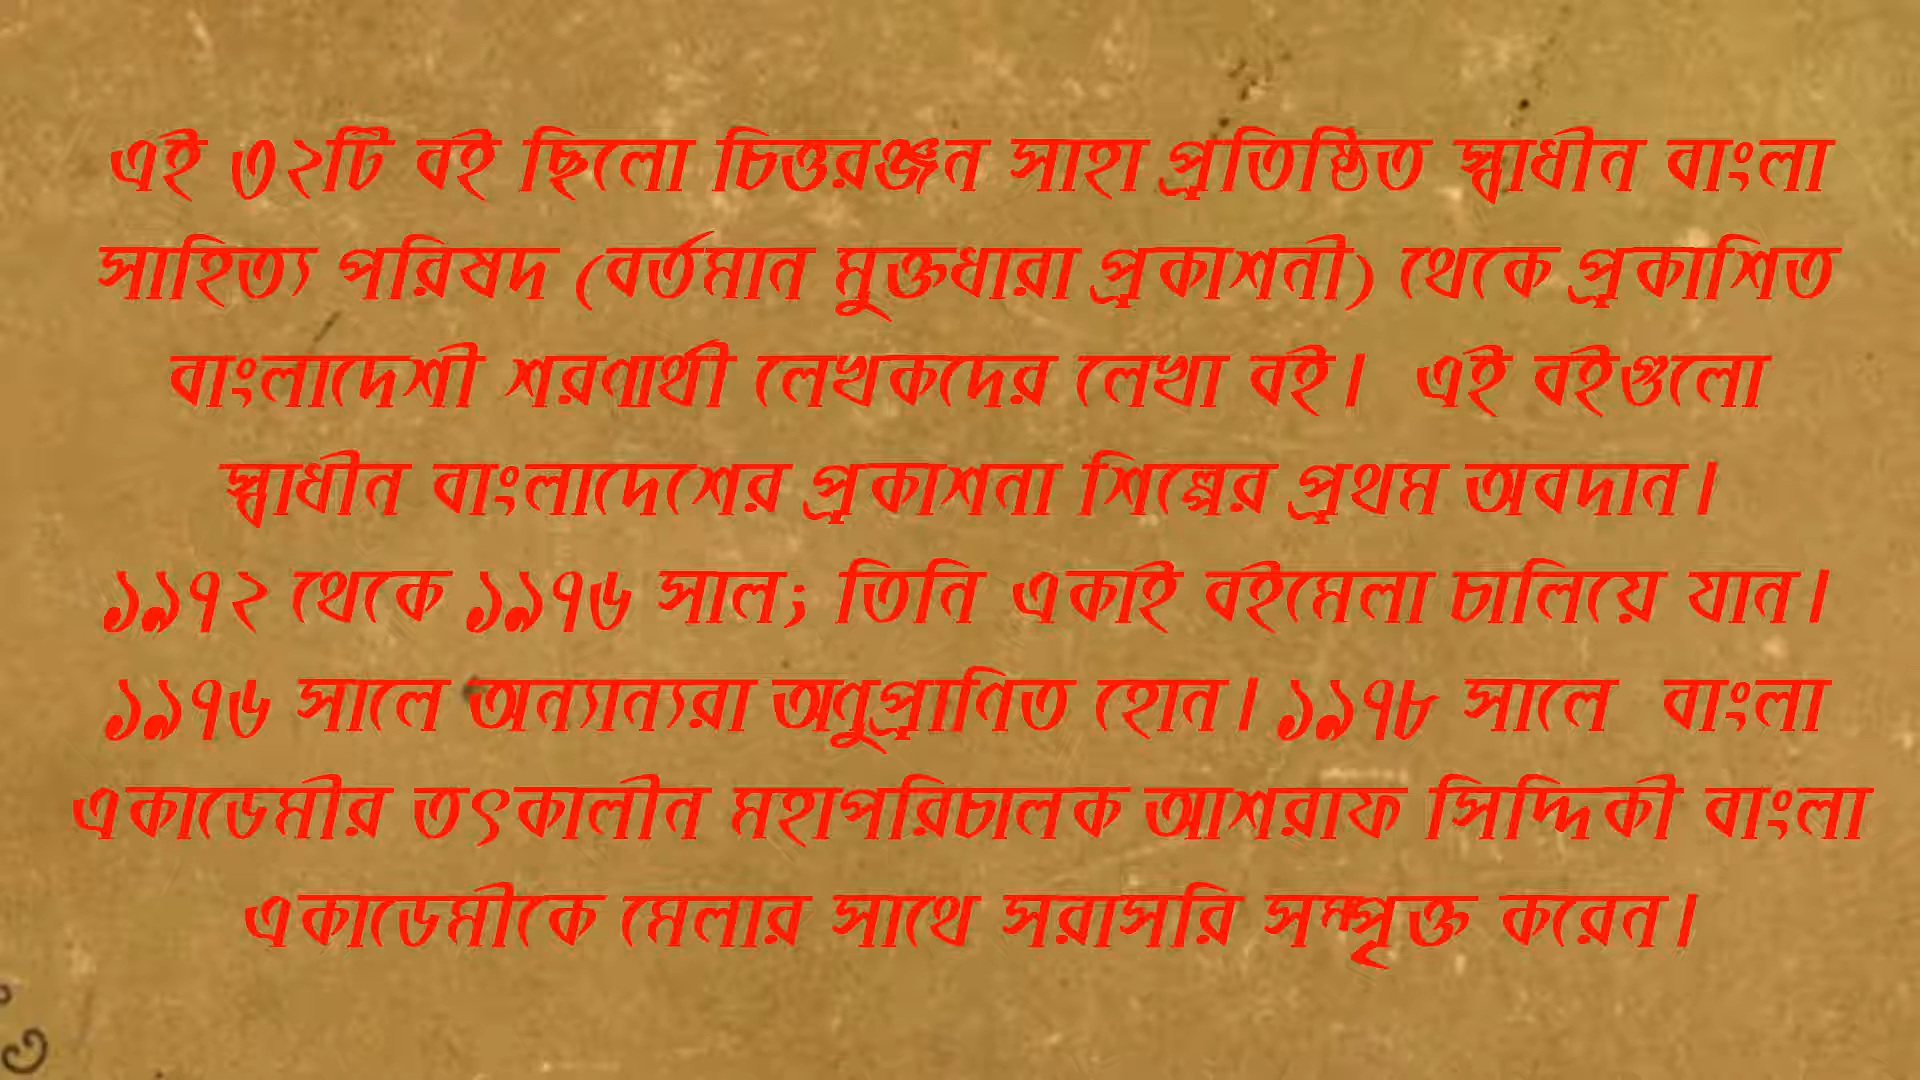 এই ৩২টি বই ছিলো চিত্তরঞ্জন সাহা প্রতিষ্ঠিত স্বাধীন বাংলা
সাহিত্য পরিষদ (বর্তমান মুক্তধারা প্রকাশনী) থেকে প্রকাশিত
বাংলাদেশী শরণার্থী লেখকদের লেখা বই। এই বইগুলো
স্বাধীন বাংলাদেশের প্রকাশনা শিল্পের প্রথম অবদান।
১৯৭২ থেকে ১৯৭৬ সাল; তিনি একাই বইমেলা চালিয়ে যান।
১৯৭৬ সালে অন্যান্যরা অণুপ্রাণিত হোন। ১৯৭৮ সালে বাংলা
একাডেমীর তৎকালীন মহাপরিচালক আশরাফ সিদ্দিকী বাংলা
একাডেমীকে মেলার সাথে সরাসরি সম্পৃক্ত করেন।